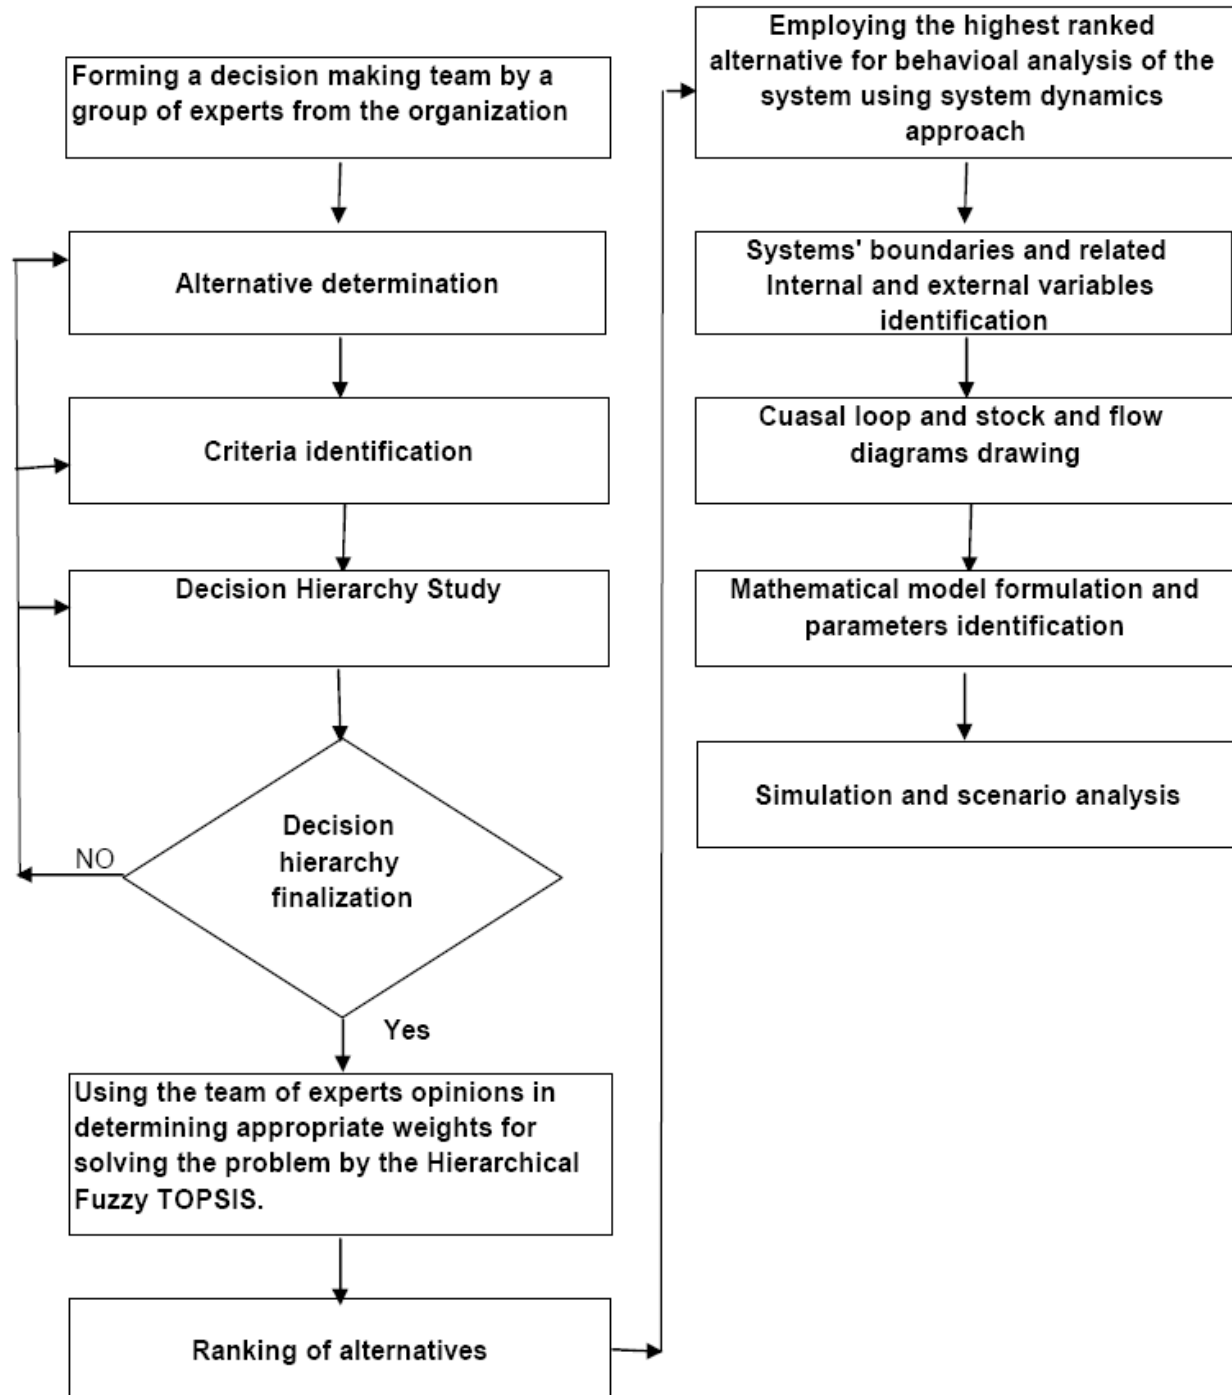 Forming a decision making team by a
group of experts from the organization
Alternative determination
Criteria identification
Decision Hierarchy Study
Decision
hierarchy
finalization
NO
Yes
Using the team of experts opinions in
determining appropriate weights for
solving the problem by the Hierarchical
Fuzzy TOPSIS.
Ranking of alternatives
Employing the highest ranked
alternative for behavioal analysis of the
system using system dynamics
approach
Systems' boundaries and related
Internal and external variables
identification
Cuasal loop and stock and flow
diagrams drawing
Mathematical model formulation and
parameters identification
Simulation and scenario analysis